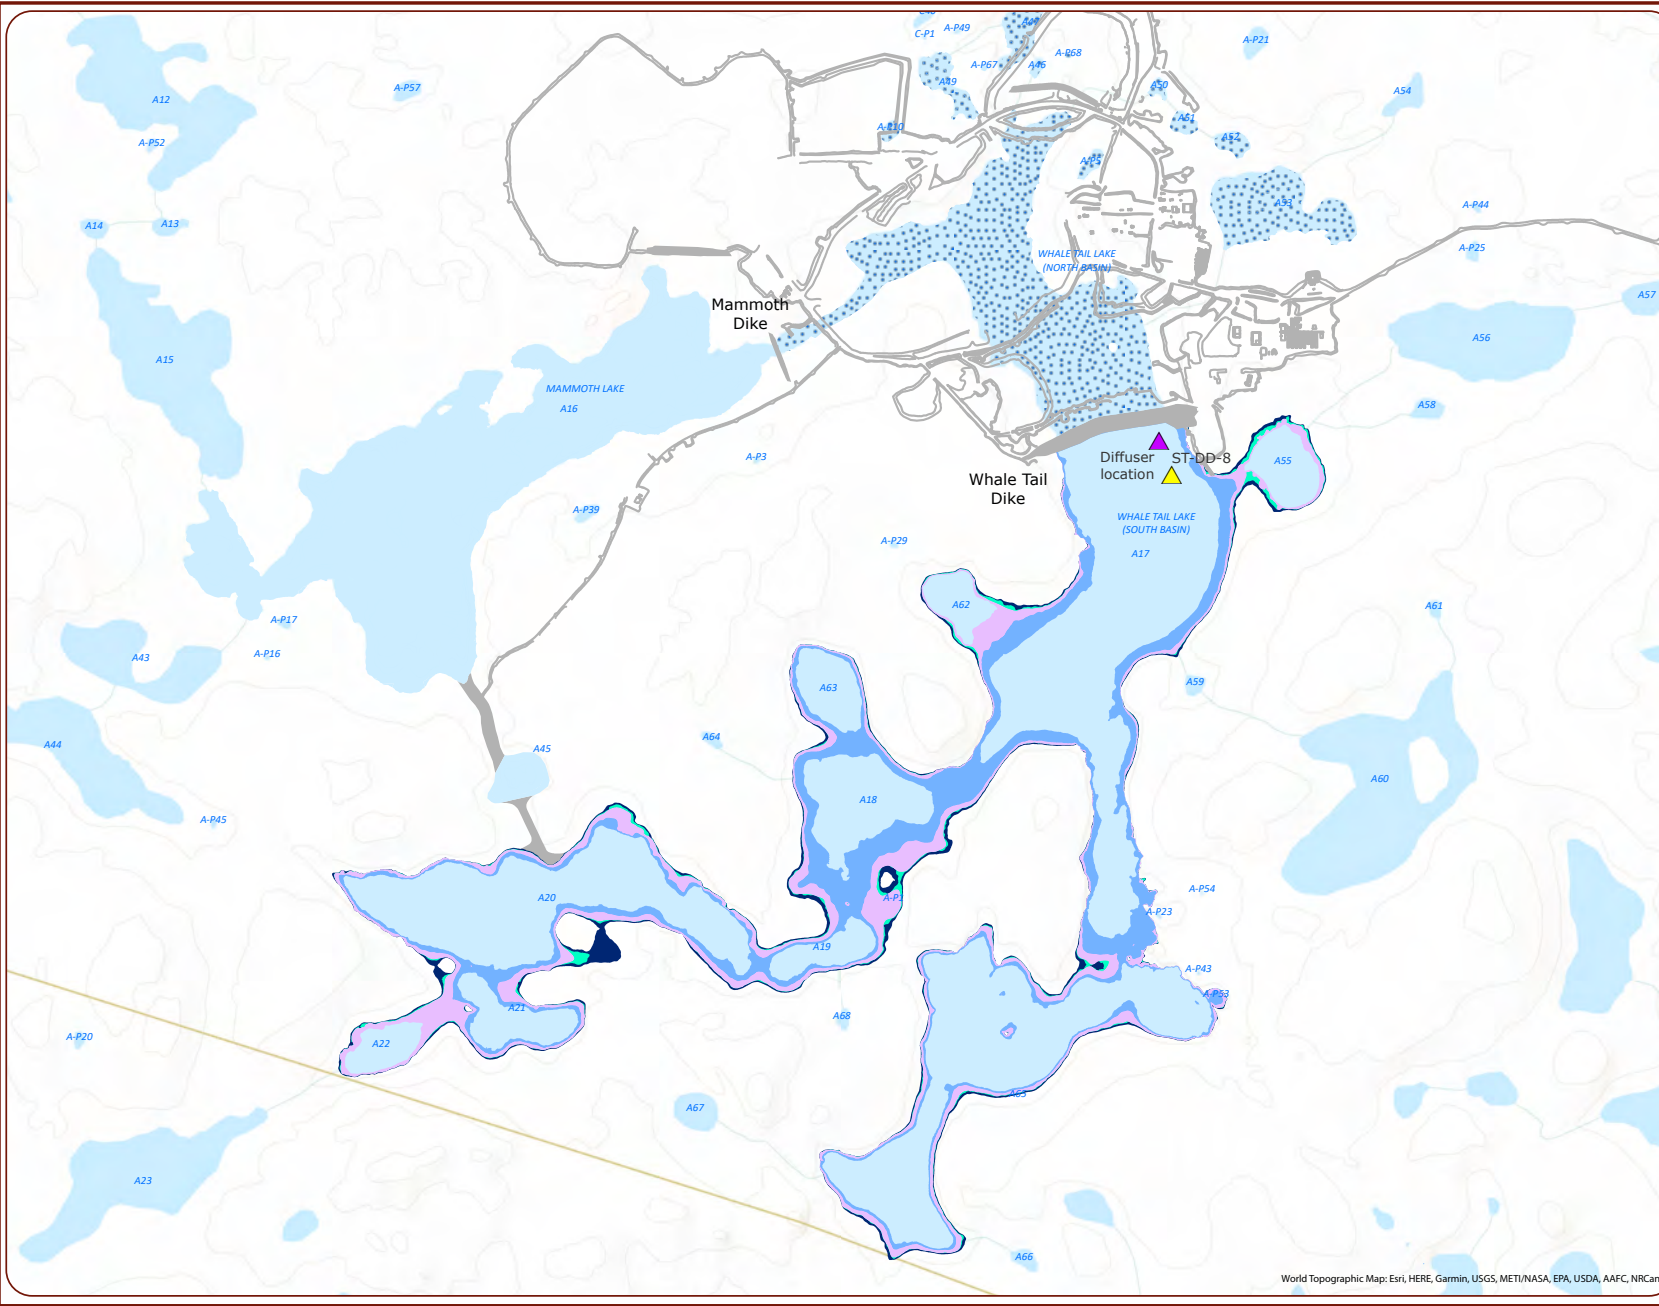 A-P49
C-P1
A-P21
A-P68
A-P67
A46
A49
A50
A54
A-P57
A12
A51
A-P10
A52
A-P52
A-P5
A53
A-P44
A14
A13
A-P25
WHALE TAIL LAKE
(NORTH BASIN)
A57
Mammoth
Dike
A56
A15
MAMMOTH LAKE
A16
A58
A-P3
Diffuser
location
ST-DD-8
A55
Whale Tail
Dike
A-P39
WHALE TAIL LAKE
(SOUTH BASIN)
A-P29
A17
A62
A61
A-P17
A43
A-P16
A63
A59
A64
A44
A45
A60
A18
A-P45
A-P54
A20
A-P1
A-P23
A19
A-P43
A-P53
A21
A68
A-P20
A22
A65
A67
A23
A66
World Topographic Map: Esri, HERE, Garmin, USGS, METI/NASA, EPA, USDA, AAFC, NRCan